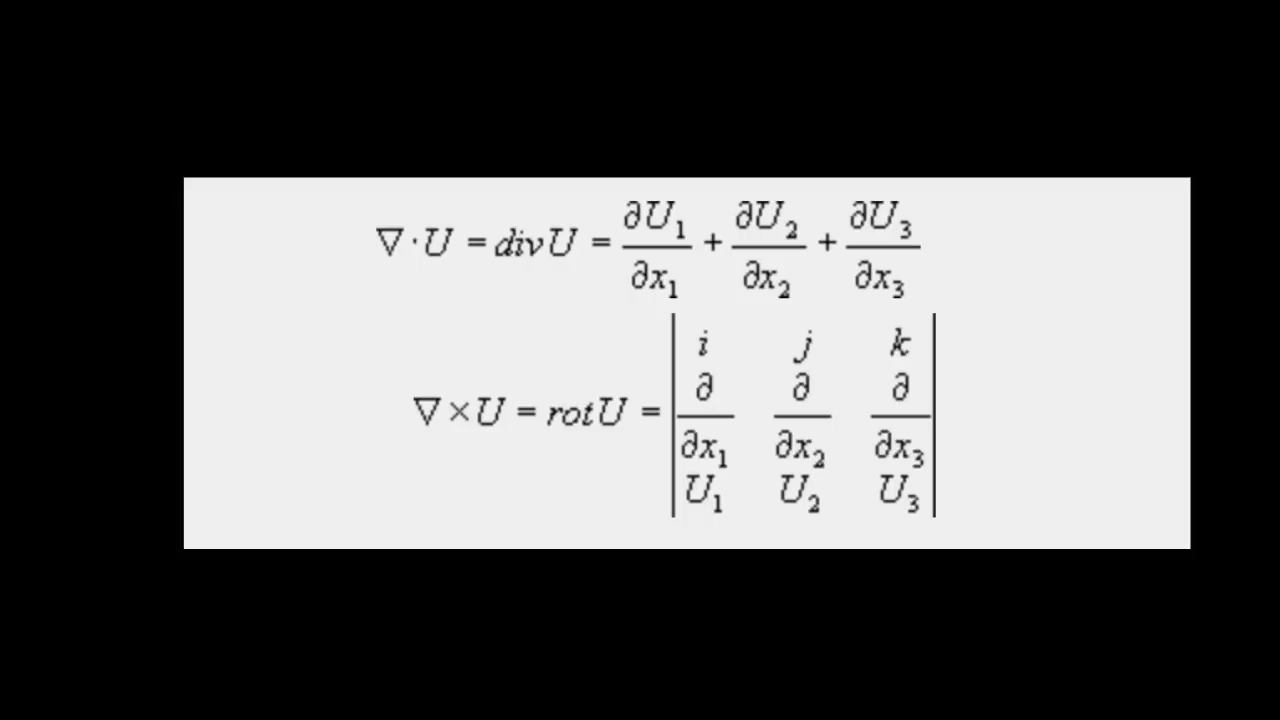 ∇·U = divU = ∂U₁/∂x₁ + ∂U₂/∂x₂ + ∂U₃/∂x₃
∇×U = rotU = | i j k |
| ∂/∂x₁ ∂/∂x₂ ∂/∂x₃ |
| U₁ U₂ U₃ |